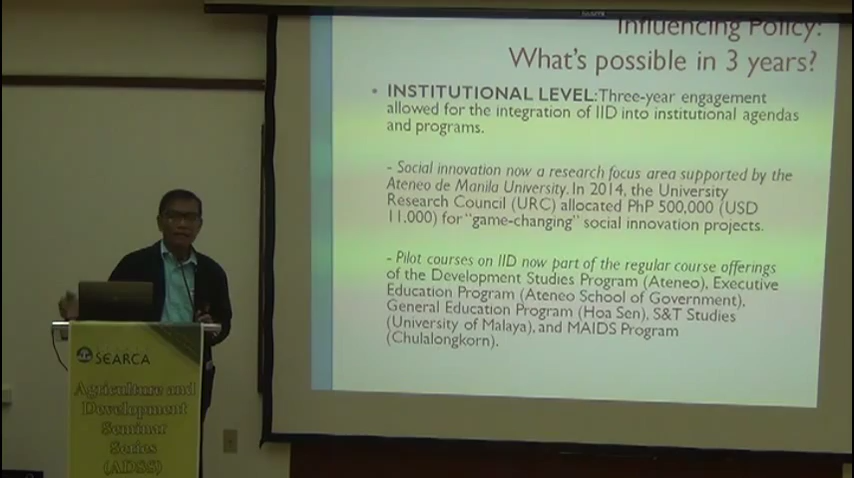 Influencing Policy:
What's possible in 3 years?
• INSTITUTIONAL LEVEL: Three-year engagement
allowed for the integration of IID into institutional agendas
and programs.
- Social innovation now a research focus area supported by the
Ateneo de Manila University. In 2014, the University
Research Council (URC) allocated PhP 500,000 (USD
11.000) for "game-changing" social innovation projects.
- Pilot courses on IID now part of the regular course offerings
of the Development Studies Program (Ateneo), Executive
Education Program (Ateneo School of Government),
General Education Program (Hoa Sen), S&T Studies
(University of Malaya), and MAIDS Program
(Chulalongkorn).
SEARCA
Agriculture and
Development
Seminar
Series
(ADSS)